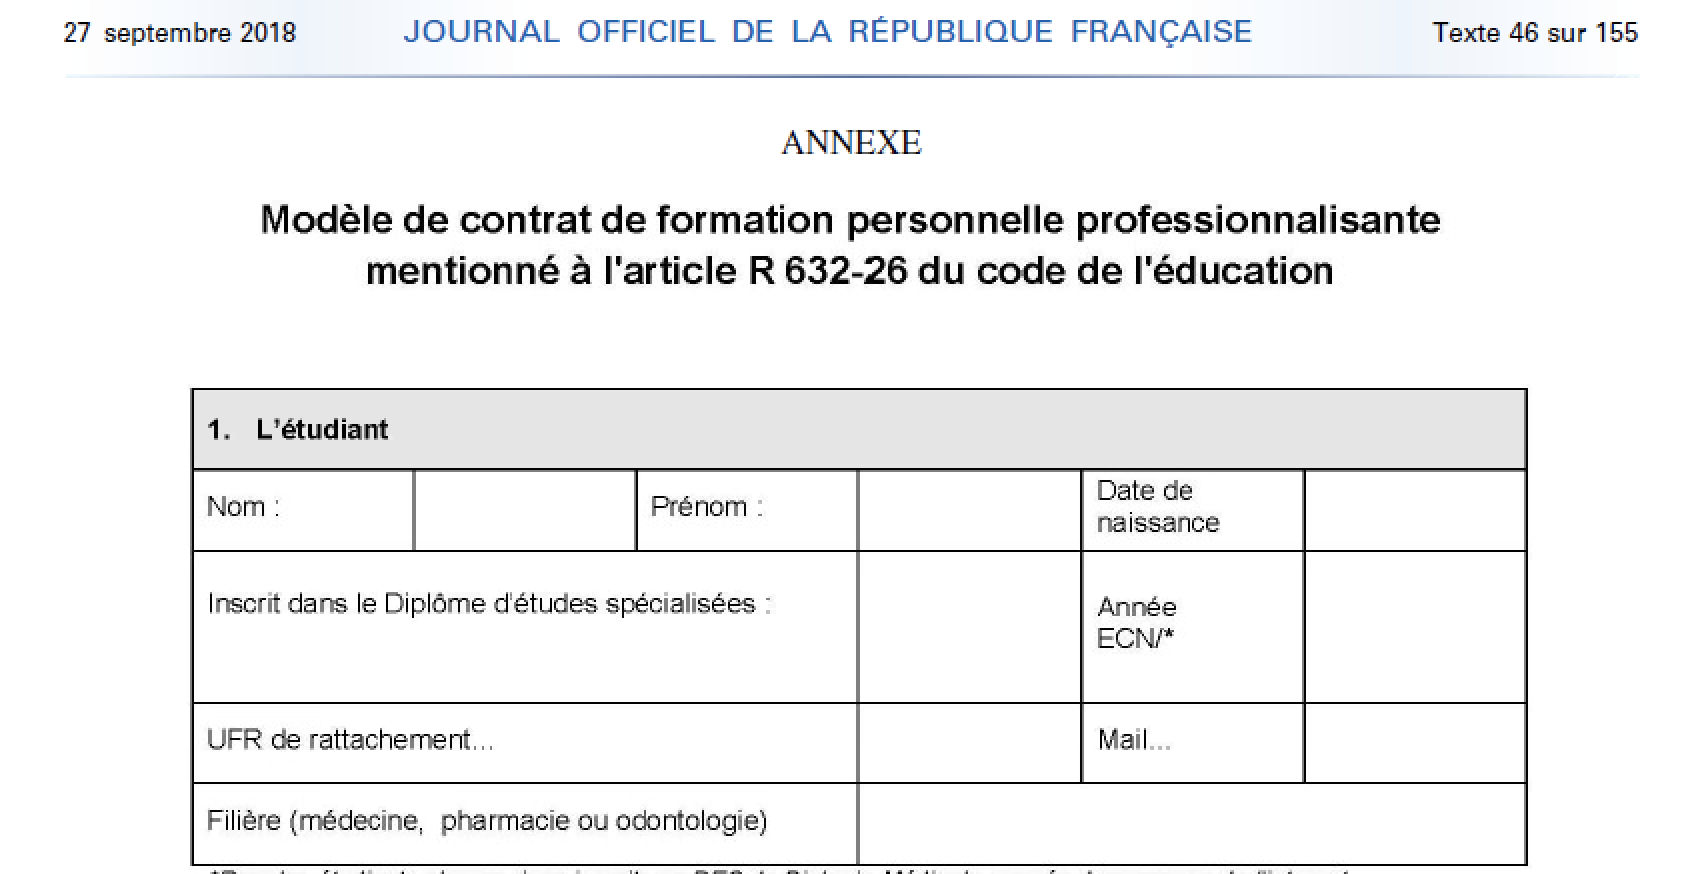 27 septembre 2018 JOURNAL OFFICIEL DE LA RÉPUBLIQUE FRANÇAISE Texte 46 sur 155
ANNEXE
Modèle de contrat de formation personnelle professionnalisante
mentionné à l'article R 632-26 du code de l'éducation
1. L'étudiant
Nom : Prénom : Date de
naissance
Inscrit dans le Diplôme d'études spécialisées : Année
ECN/*
UFR de rattachement... Mail...
Filière (médecine, pharmacie ou odontologie)